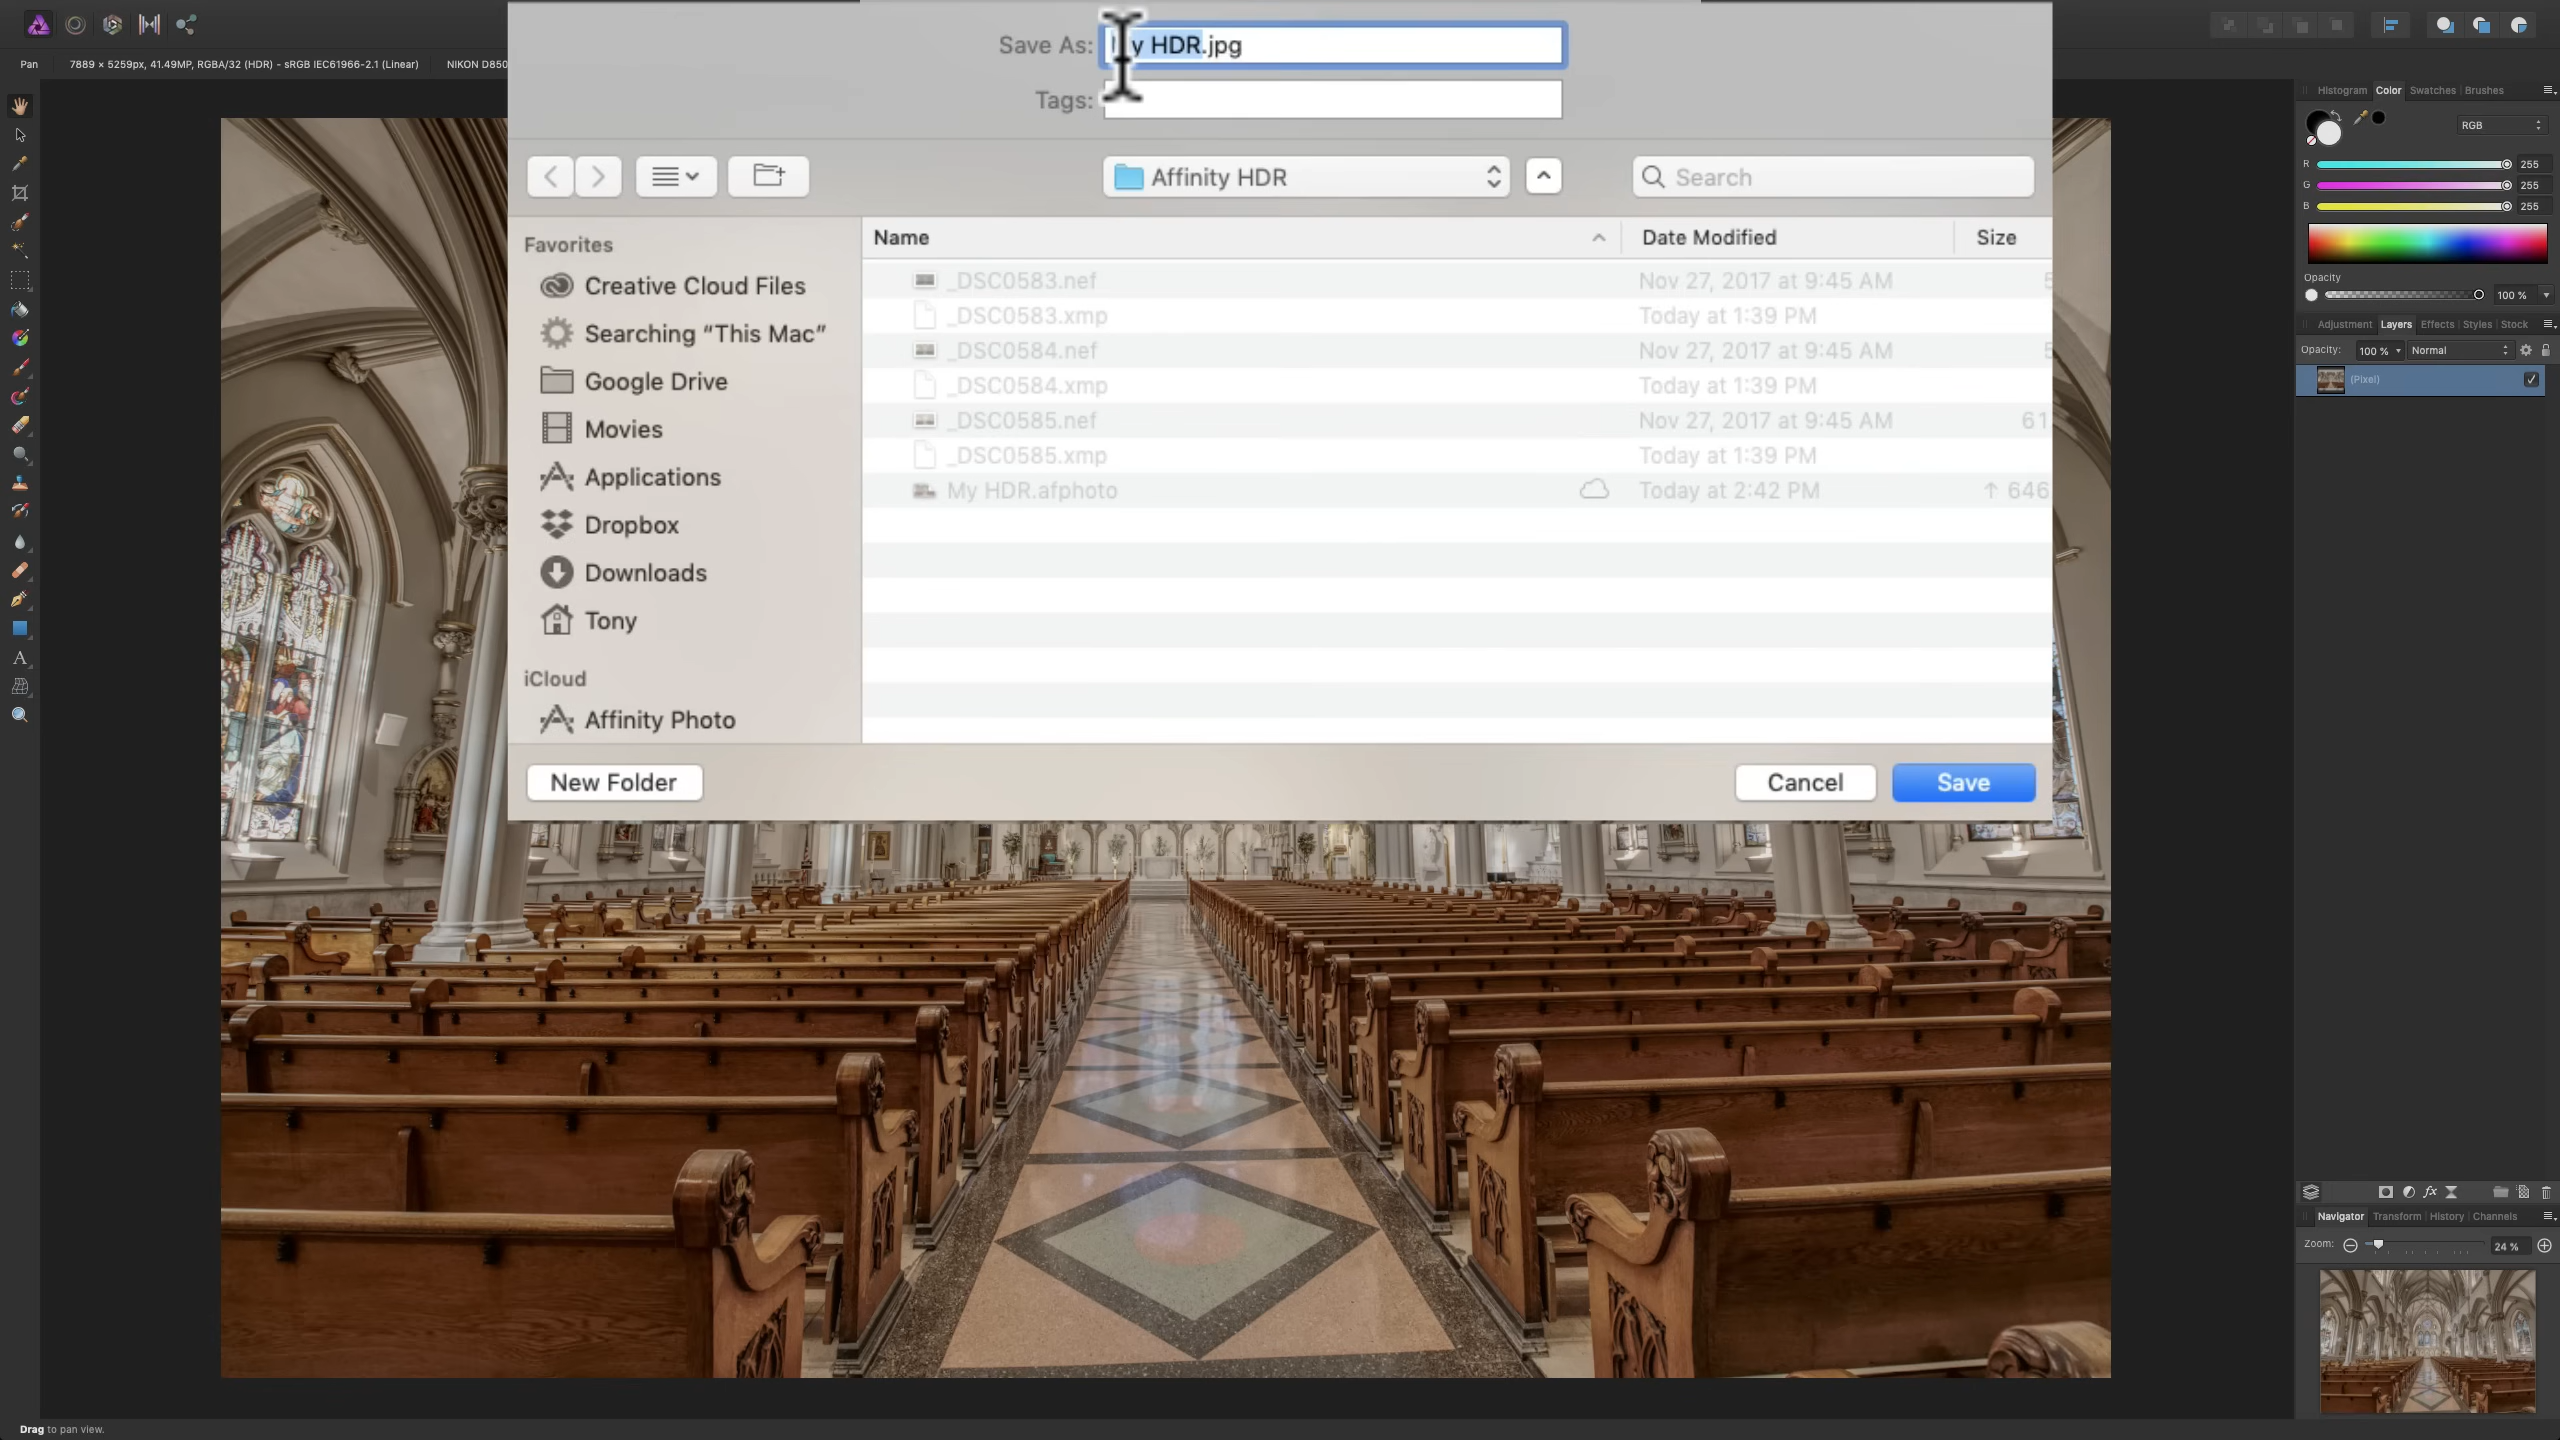 Save As: My HDR.jpg
Pan 7889 × 5259px, 41.49MP, RGBA/32 (HDR) - sRGB IEC61966-2.1 (Linear) NIKON D850
Tags:
Affinity HDR
Search
Favorites
Creative Cloud Files
Searching “This Mac”
Google Drive
Movies
Applications
Dropbox
Downloads
Tony
iCloud
Affinity Photo
Name Date Modified Size
_DSC0583.nef Nov 27, 2017 at 9:45 AM
_DSC0583.xmp Today at 1:39 PM
_DSC0584.nef Nov 27, 2017 at 9:45 AM
_DSC0584.xmp Today at 1:39 PM
_DSC0585.nef Nov 27, 2017 at 9:45 AM 61
_DSC0585.xmp Today at 1:39 PM
My HDR.afphoto Today at 2:42 PM ↑ 646
New Folder Cancel Save
Histogram Color Swatches Brushes
RGB
R 255
G 255
B 255
Opacity
100 %
Adjustment Layers Effects Styles Stock
Opacity: 100 % Normal
(Pixel)
fx
Navigator Transform History Channels
Zoom: 24 %
A
Drag to pan view.